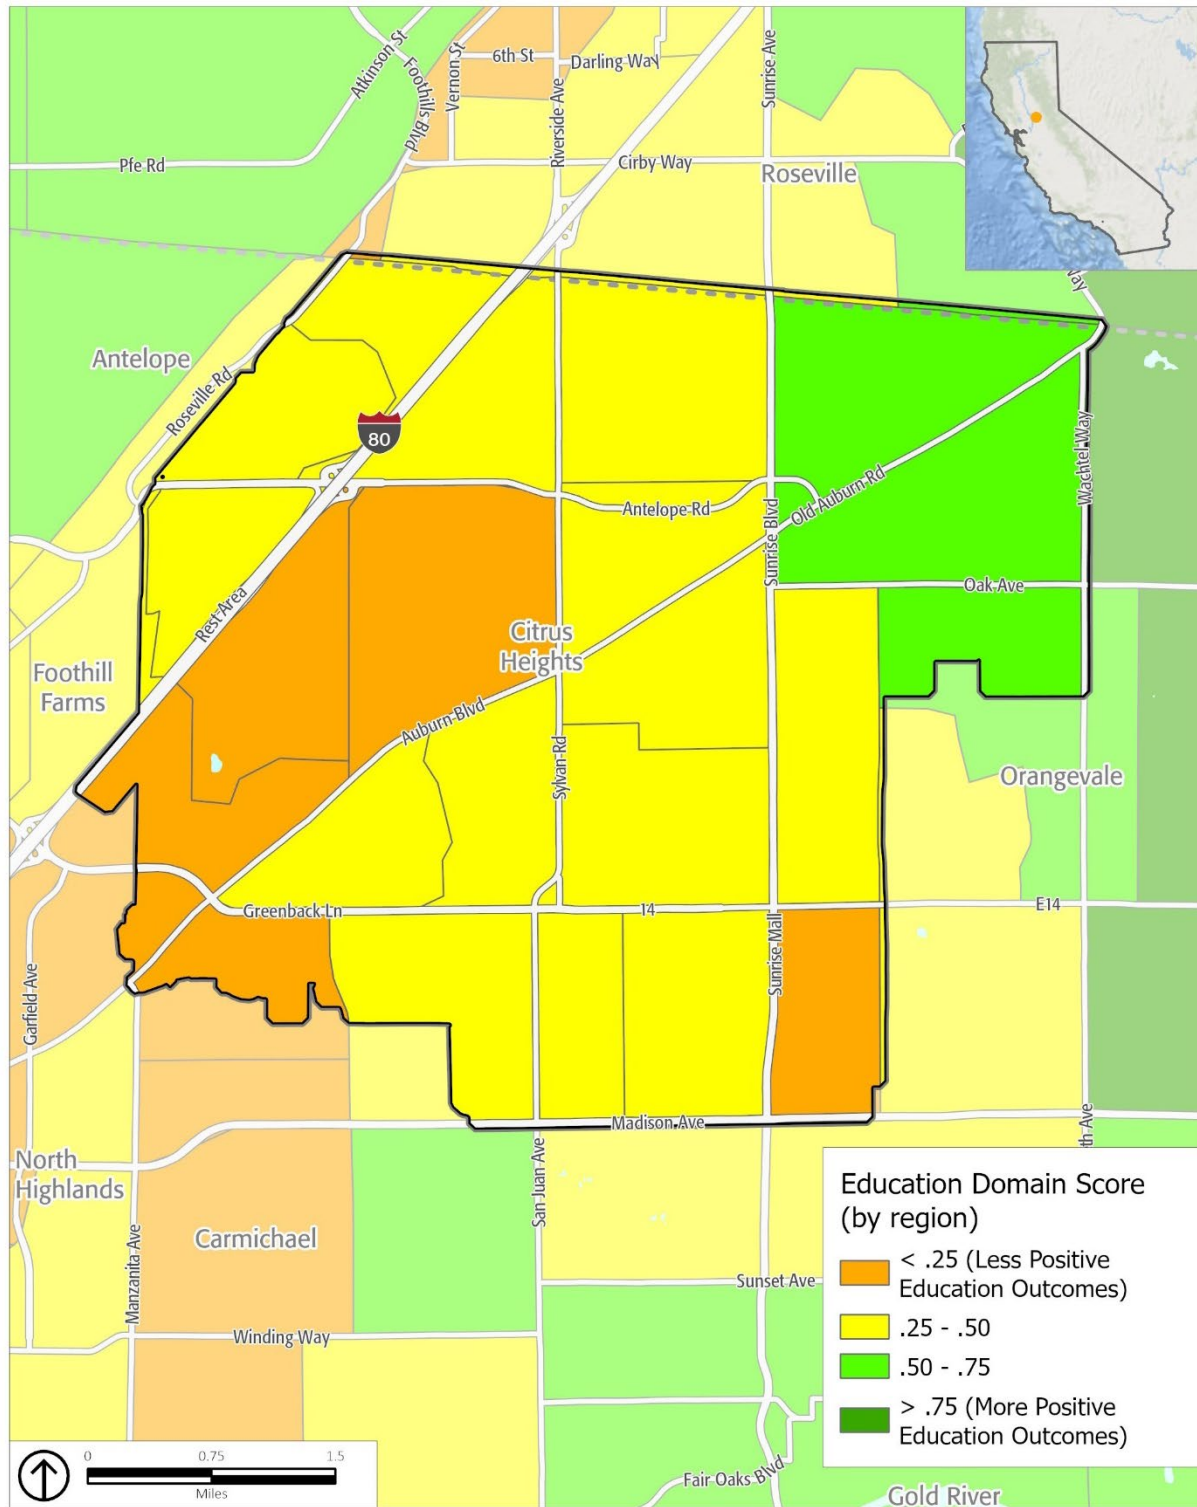 Atkinson St
Foothills Blvd
Vernon St
6th St
Darling Way
Riverside Ave
Sunrise Ave
Pfe Rd
Cirby Way
Roseville
Way
Antelope
Roseville Rd
80
Wachtel Way
Antelope Rd
Old Auburn Rd
Sunrise Blvd
Oak Ave
Rest Area
Citrus
Heights
Foothill
Farms
Auburn Blvd
Sylvan Rd
Orangevale
Greenback Ln
14
E14
Sunrise Mall
Garfield Ave
Madison Ave
th Ave
North
Highlands
San Juan Ave
Carmichael
Manzanita Ave
Sunset Ave
Winding Way
Fair Oaks Blvd
Gold River
Education Domain Score
(by region)
< .25 (Less Positive
Education Outcomes)
.25 - .50
.50 - .75
> .75 (More Positive
Education Outcomes)
0 0.75 1.5
Miles